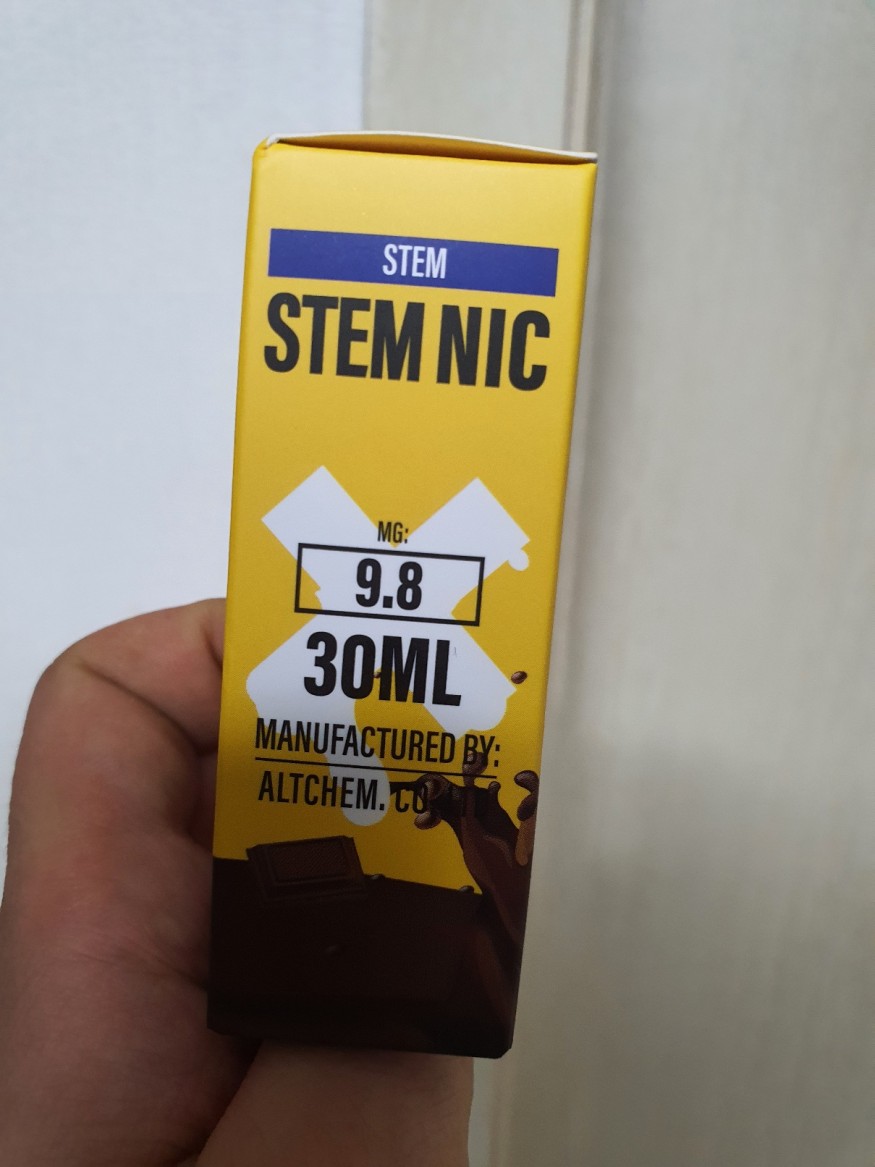 STEM
STEM NIC
MG:
9.8
30ML
MANUFACTURED BY:
ALTCHEM. CO